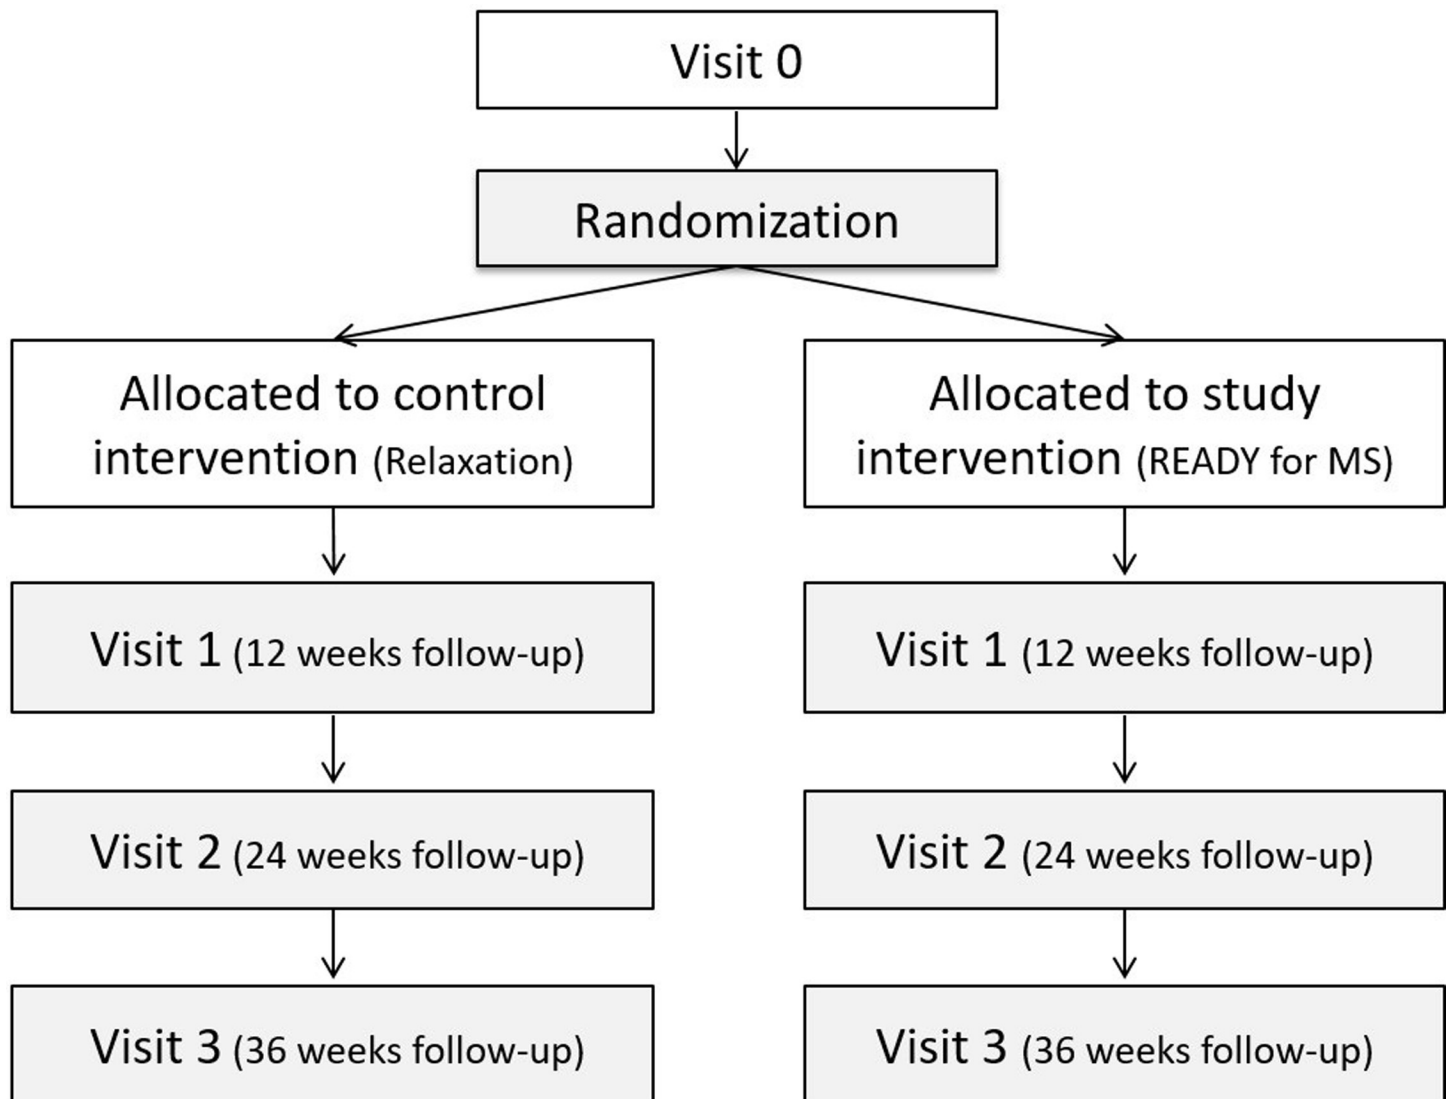 Visit 0
Randomization
Allocated to control
intervention (Relaxation)
Allocated to study
intervention (READY for MS)
Visit 1 (12 weeks follow-up)
Visit 1 (12 weeks follow-up)
Visit 2 (24 weeks follow-up)
Visit 2 (24 weeks follow-up)
Visit 3 (36 weeks follow-up)
Visit 3 (36 weeks follow-up)